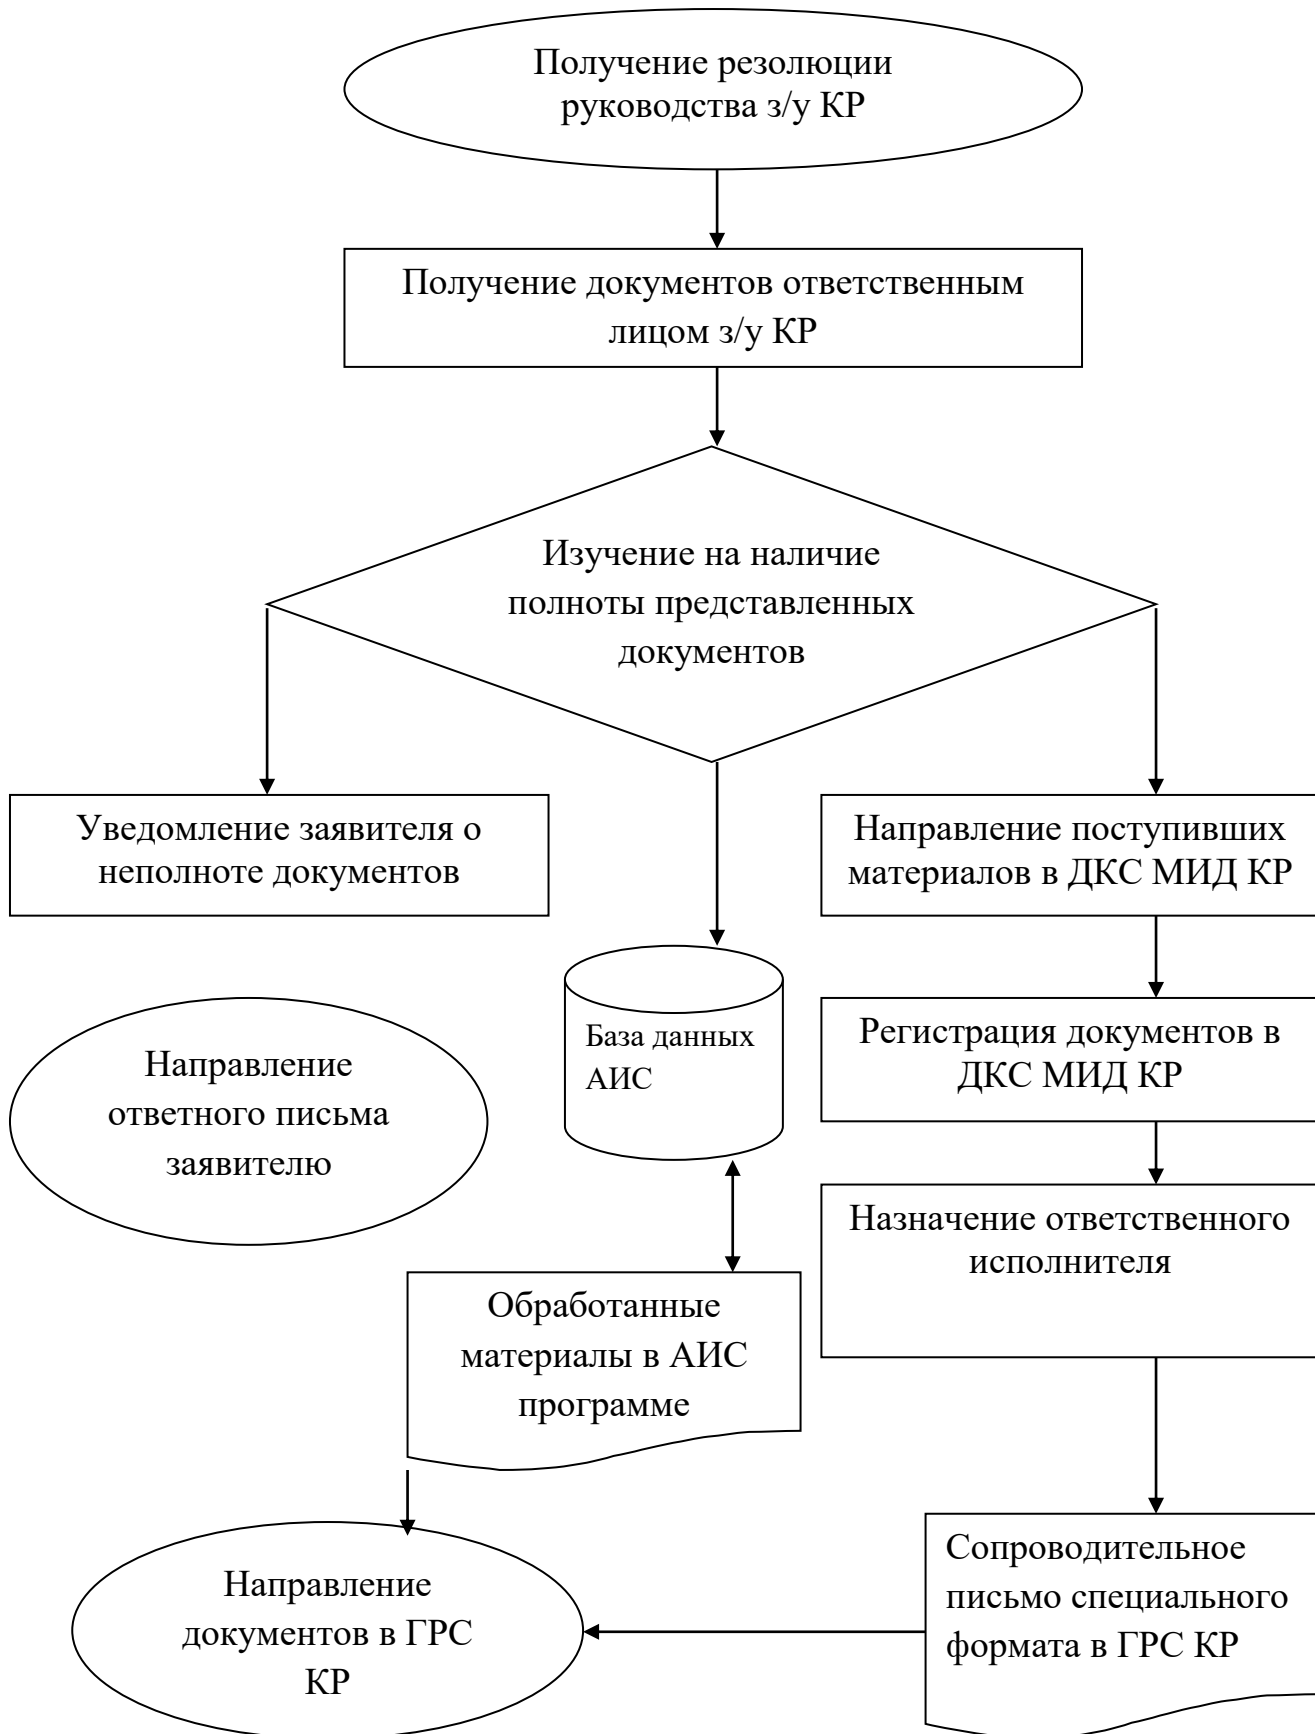 Получение резолюции
руководства з/у КР
Получение документов ответственным
лицом з/у КР
Изучение на наличие
полноты представленных
документов
Уведомление заявителя о
неполноте документов
Направление поступивших
материалов в ДКС МИД КР
База данных
АИС
Регистрация документов в
ДКС МИД КР
Направление
ответного письма
заявителю
Назначение ответственного
исполнителя
Обработанные
материалы в АИС
программе
Сопроводительное
письмо специального
формата в ГРС КР
Направление
документов в ГРС
КР